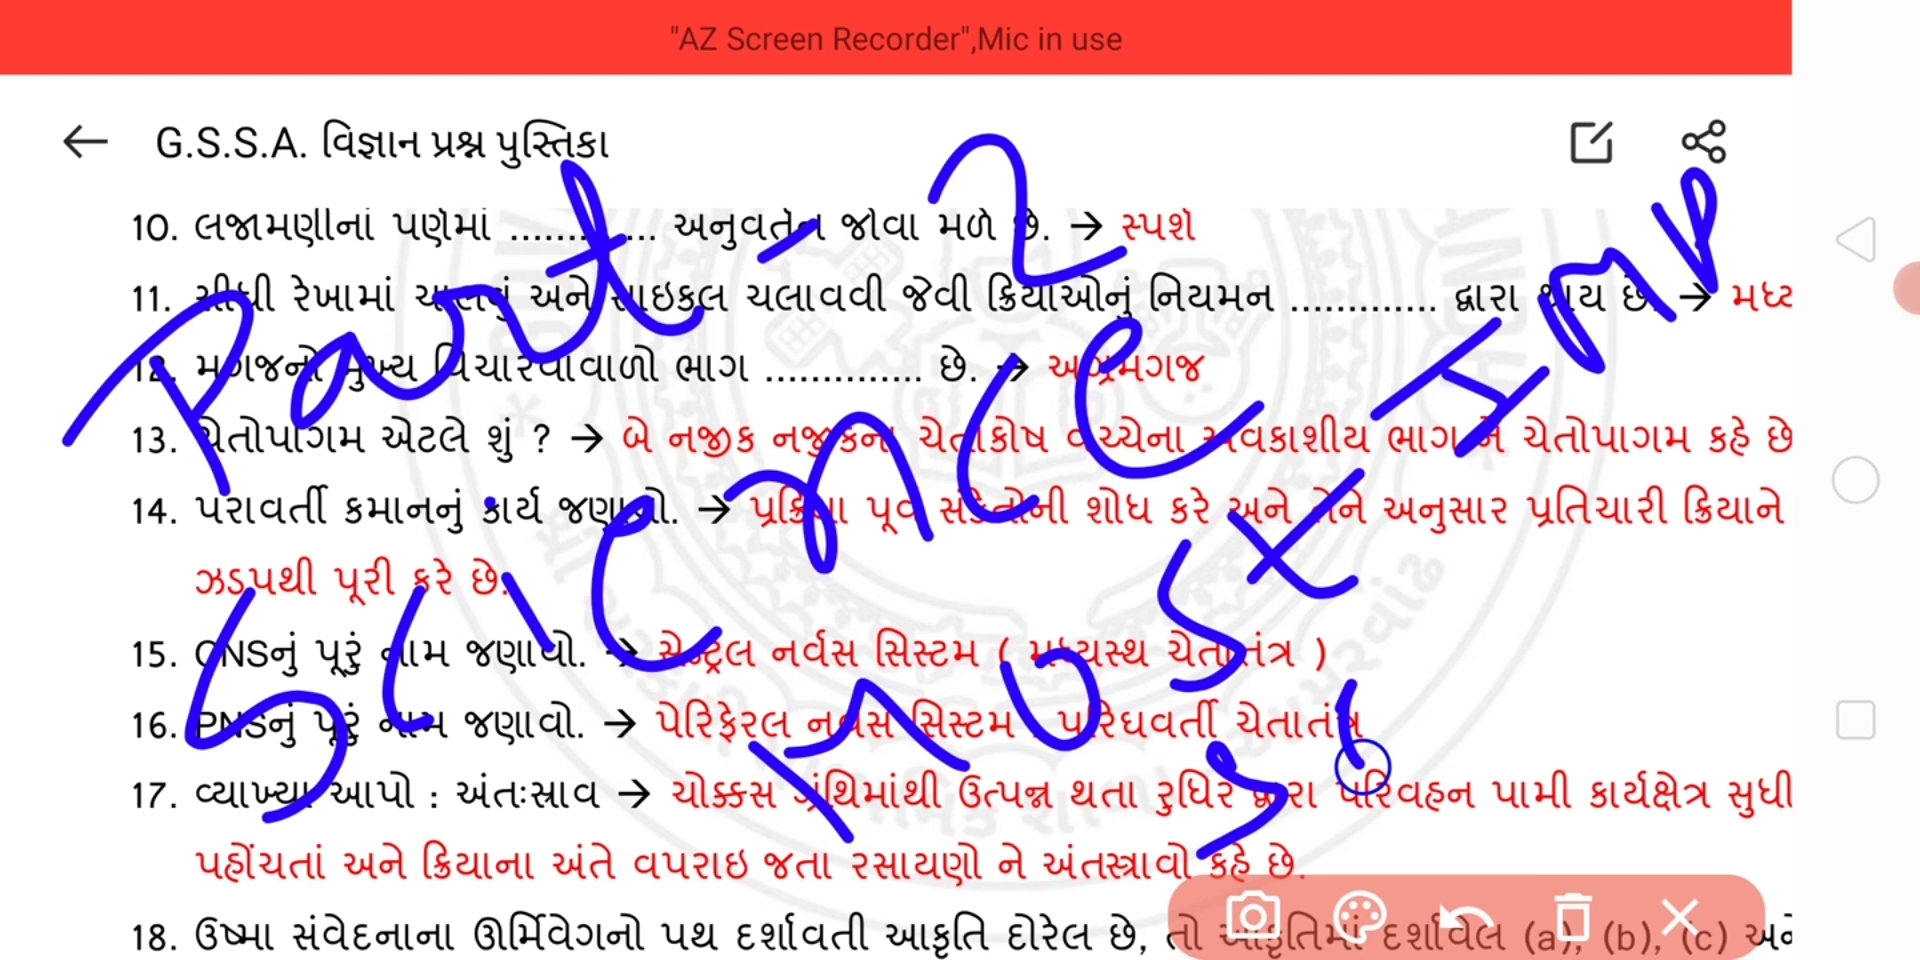 "AZ Screen Recorder",Mic in use
G.S.S.A. વિજ્ઞાન પ્રશ્ન પુસ્તિકા
10. લજામણીનાં પર્ણમાં .............. અનુવર્તન જોવા મળે છે. → સ્પર્શ
11. સીધી રેખામાં ચાલવું અને સાઇકલ ચલાવવી જેવી ક્રિયાઓનું નિયમન .............. દ્વારા થાય છે. →
12. મગજનો મુખ્ય વિચારવાવાળો ભાગ .............. છે. → અગ્રમગજ
13. ચેતોપાગમ એટલે શું ? → બે નજીક નજીકના ચેતાકોષ વચ્ચેના અવકાશીય ભાગને ચેતોપાગમ કહે છે
14. પરાવર્તી કમાનનું કાર્ય જણાવો. → પ્રક્રિયા પૂર્વ સંકેતોની શોધ કરે અને તેને અનુસાર પ્રતિચારી ક્રિયાને
ઝડપથી પૂરી કરે છે.
15. CNSનું પૂરું નામ જણાવો. → સેન્ટ્રલ નર્વસ સિસ્ટમ ( મધ્યસ્થ ચેતાતંત્ર )
16. PNSનું પૂરું નામ જણાવો. → પેરિફેરલ નર્વસ સિસ્ટમ પરિઘવર્તી ચેતાતંત્ર
17. વ્યાખ્યા આપો : અંતઃસ્રાવ → ચોક્કસ ગ્રંથિમાંથી ઉત્પન્ન થતા રુધિર દ્વારા પરિવહન પામી કાર્યક્ષેત્ર સુધી
પહોંચતાં અને ક્રિયાના અંતે વપરાઇ જતા રસાયણો ને અંતસ્ત્રાવો કહે છે.
18. ઉષ્મા સંવેદનાના ઊર્મિવેગનો પથ દર્શાવતી આકૃતિ દોરેલ છે, તો આકૃતિમાં દર્શાવેલ (a), (b), (c) અને
Part-2
Science Imp
most